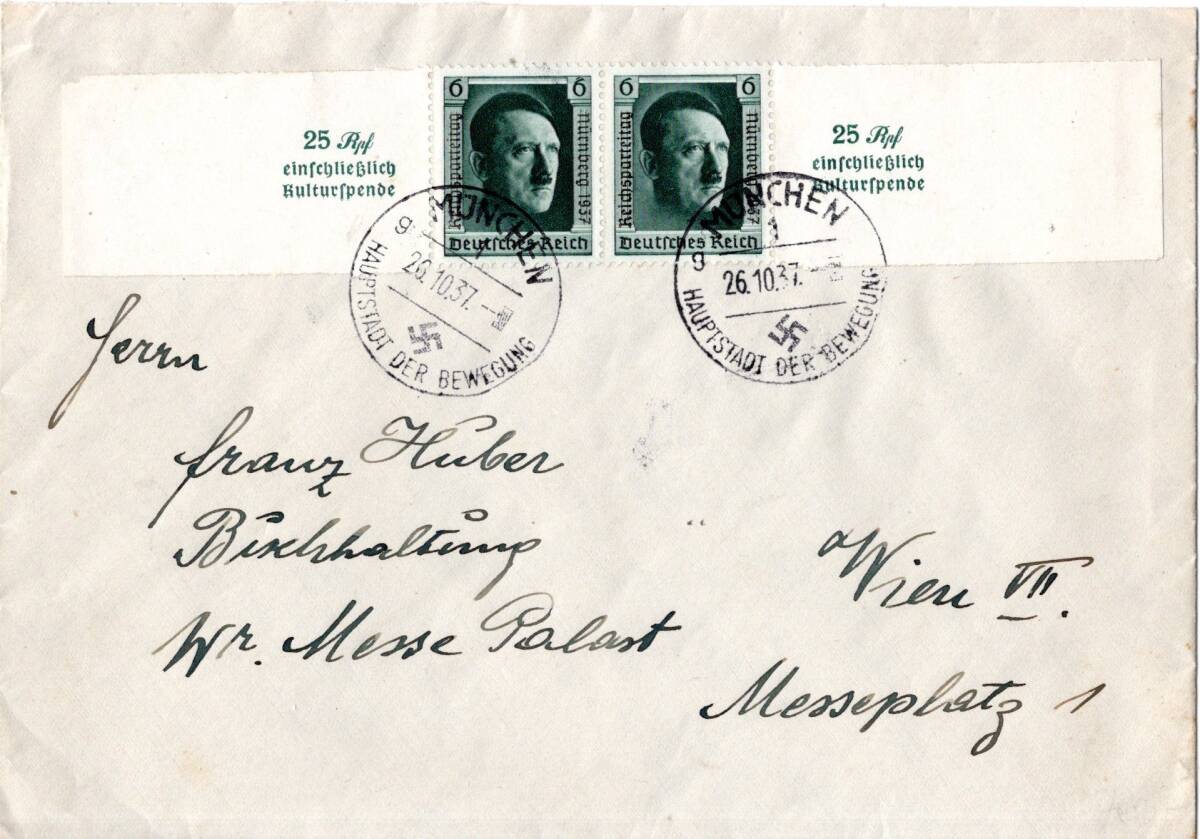 25 Rpf
einschließlich
Kulturspende
6 6
Reichsparteitag
Nürnberg 1937
Deutsches Reich
6 6
Reichsparteitag
Nürnberg 1937
Deutsches Reich
25 Rpf
einschließlich
Kulturspende
MÜNCHEN
26.10.37.
HAUPTSTADT DER BEWEGUNG
MÜNCHEN
26.10.37.
HAUPTSTADT DER BEWEGUNG
Herrn
Franz Huber
Buchhaltung
Wr. Messe Palast
Wien VII.
Messeplatz 1